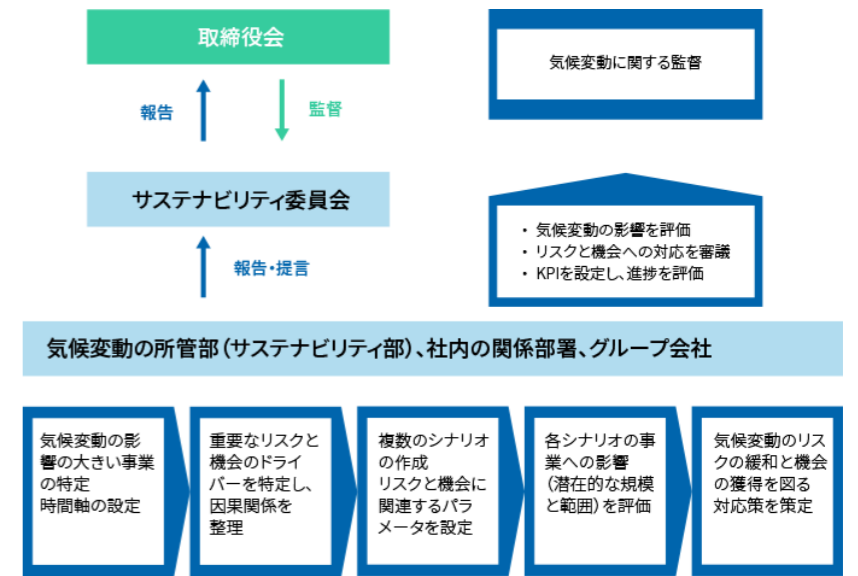 取締役会
気候変動に関する監督
報告
監督
サステナビリティ委員会
・ 気候変動の影響を評価
・ リスクと機会への対応を審議
・ KPIを設定し、進捗を評価
報告・提言
気候変動の所管部(サステナビリティ部)、社内の関係部署、グループ会社
気候変動の影
響の大きい事業
の特定
時間軸の設定
重要なリスクと
機会のドライ
バーを特定し、
因果関係を
整理
複数のシナリオ
の作成
リスクと機会に
関連するパラ
メータを設定
各シナリオの事
業への影響
(潜在的な規模
と範囲)を評価
気候変動のリス
クの緩和と機会
の獲得を図る
対応策を策定